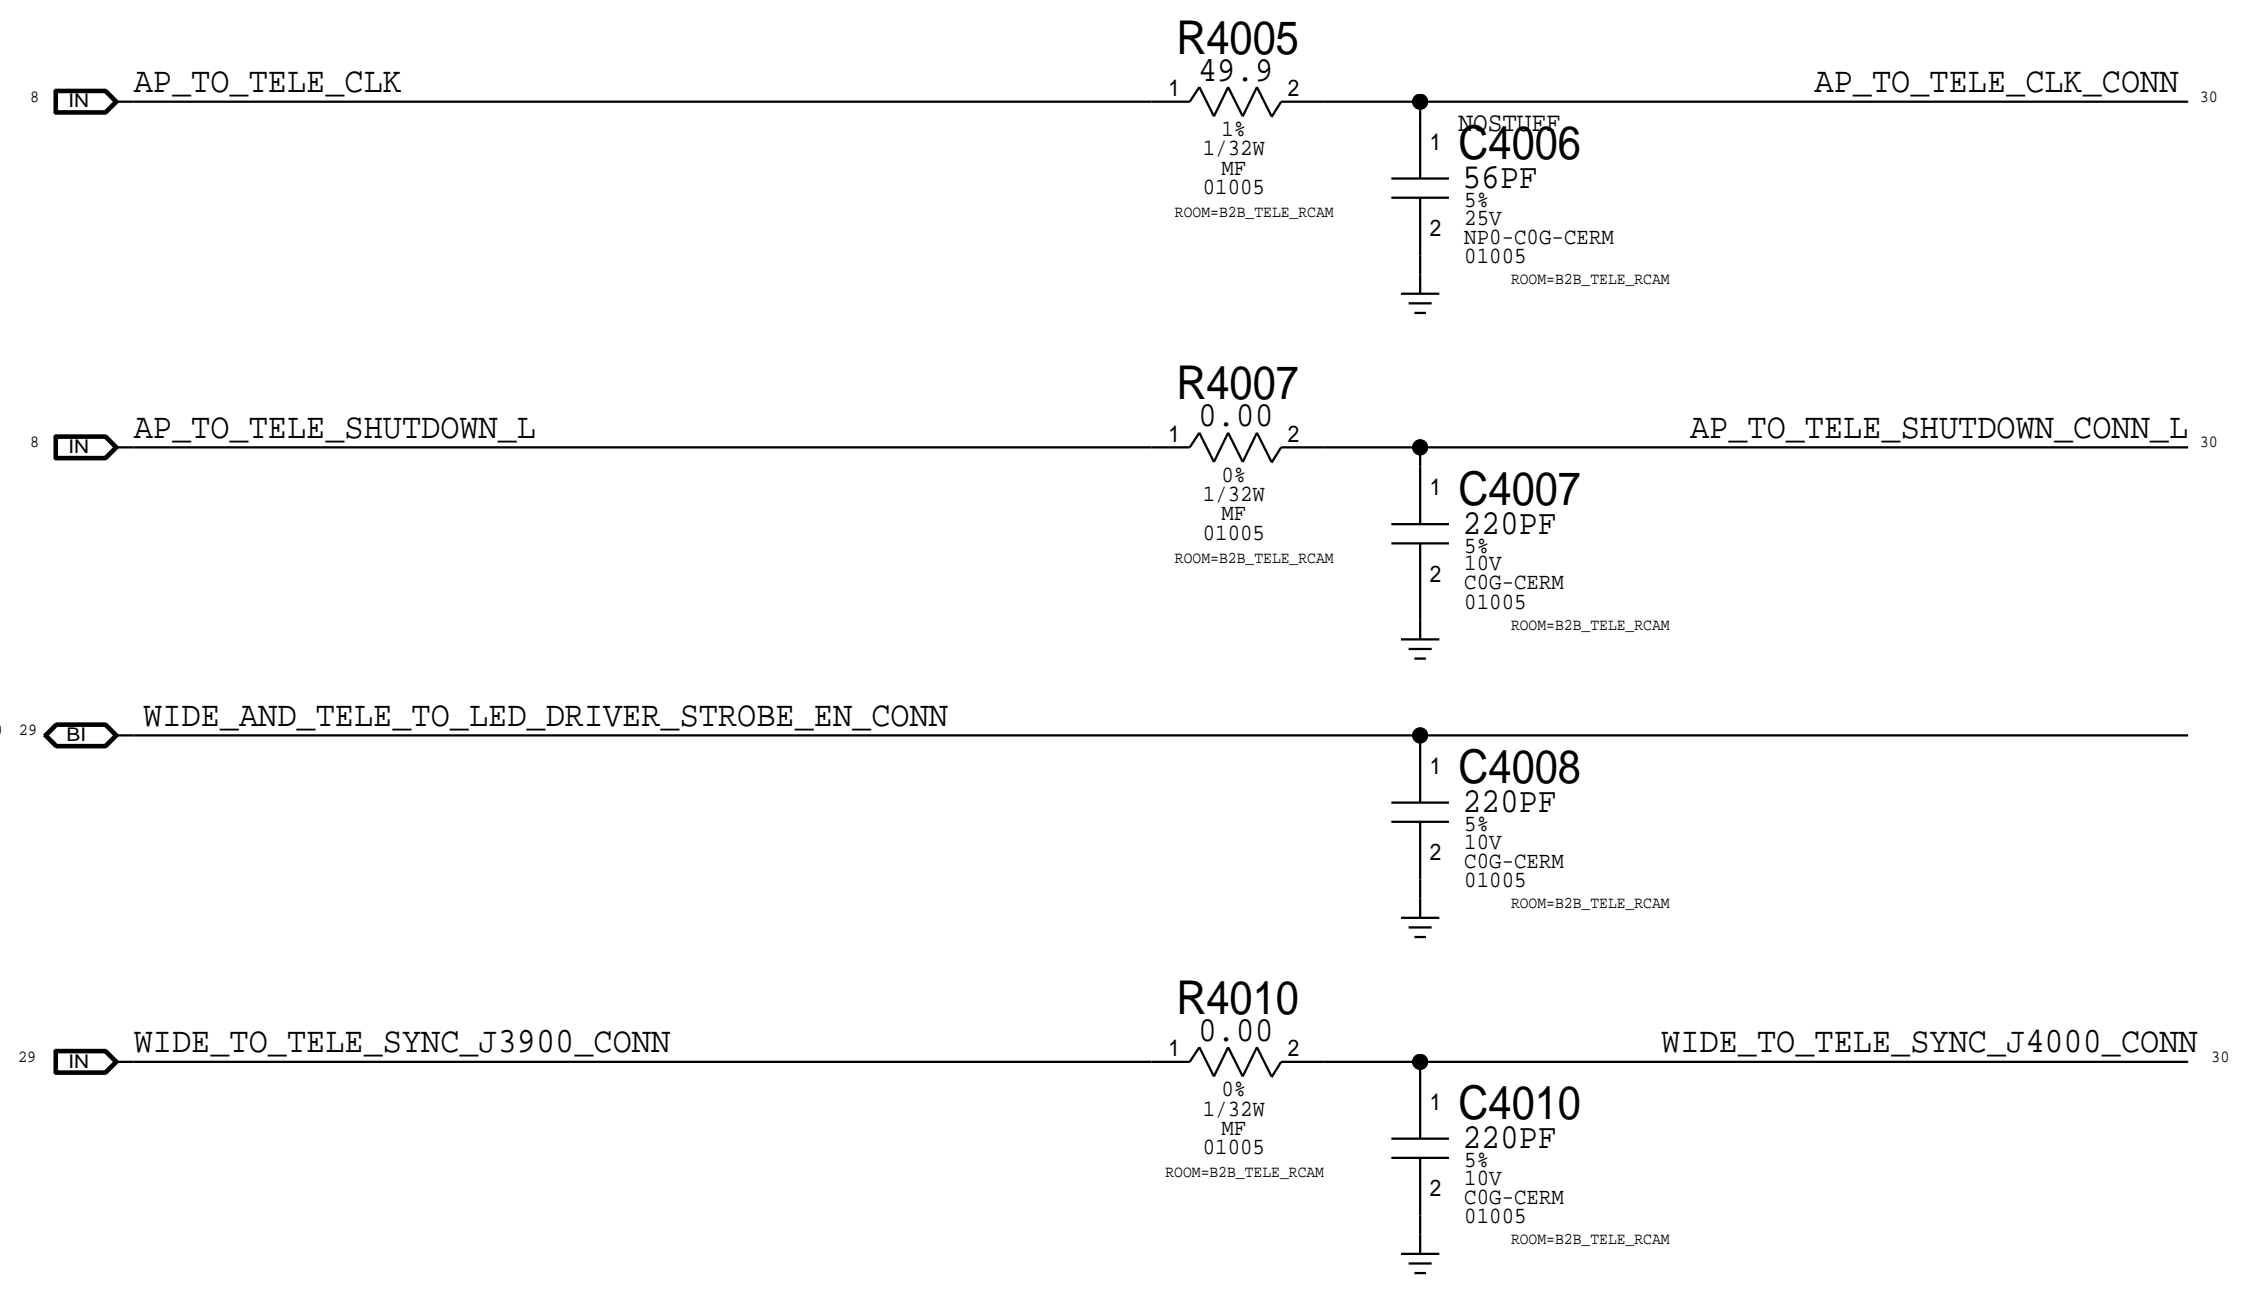 R4005
49.9
8 IN AP_TO_TELE_CLK 1 2 AP_TO_TELE_CLK_CONN 30
1%
1/32W
MF
01005
ROOM=B2B_TELE_RCAM
NOSTUFF
1 C4006
56PF
5%
25V
2 NP0-C0G-CERM
01005
ROOM=B2B_TELE_RCAM
R4007
0.00
8 IN AP_TO_TELE_SHUTDOWN_L 1 2 AP_TO_TELE_SHUTDOWN_CONN_L 30
0%
1/32W
MF
01005
ROOM=B2B_TELE_RCAM
1 C4007
220PF
5%
10V
2 C0G-CERM
01005
ROOM=B2B_TELE_RCAM
29 BI WIDE_AND_TELE_TO_LED_DRIVER_STROBE_EN_CONN
1 C4008
220PF
5%
10V
2 C0G-CERM
01005
ROOM=B2B_TELE_RCAM
R4010
0.00
29 IN WIDE_TO_TELE_SYNC_J3900_CONN 1 2 WIDE_TO_TELE_SYNC_J4000_CONN 30
0%
1/32W
MF
01005
ROOM=B2B_TELE_RCAM
1 C4010
220PF
5%
10V
2 C0G-CERM
01005
ROOM=B2B_TELE_RCAM